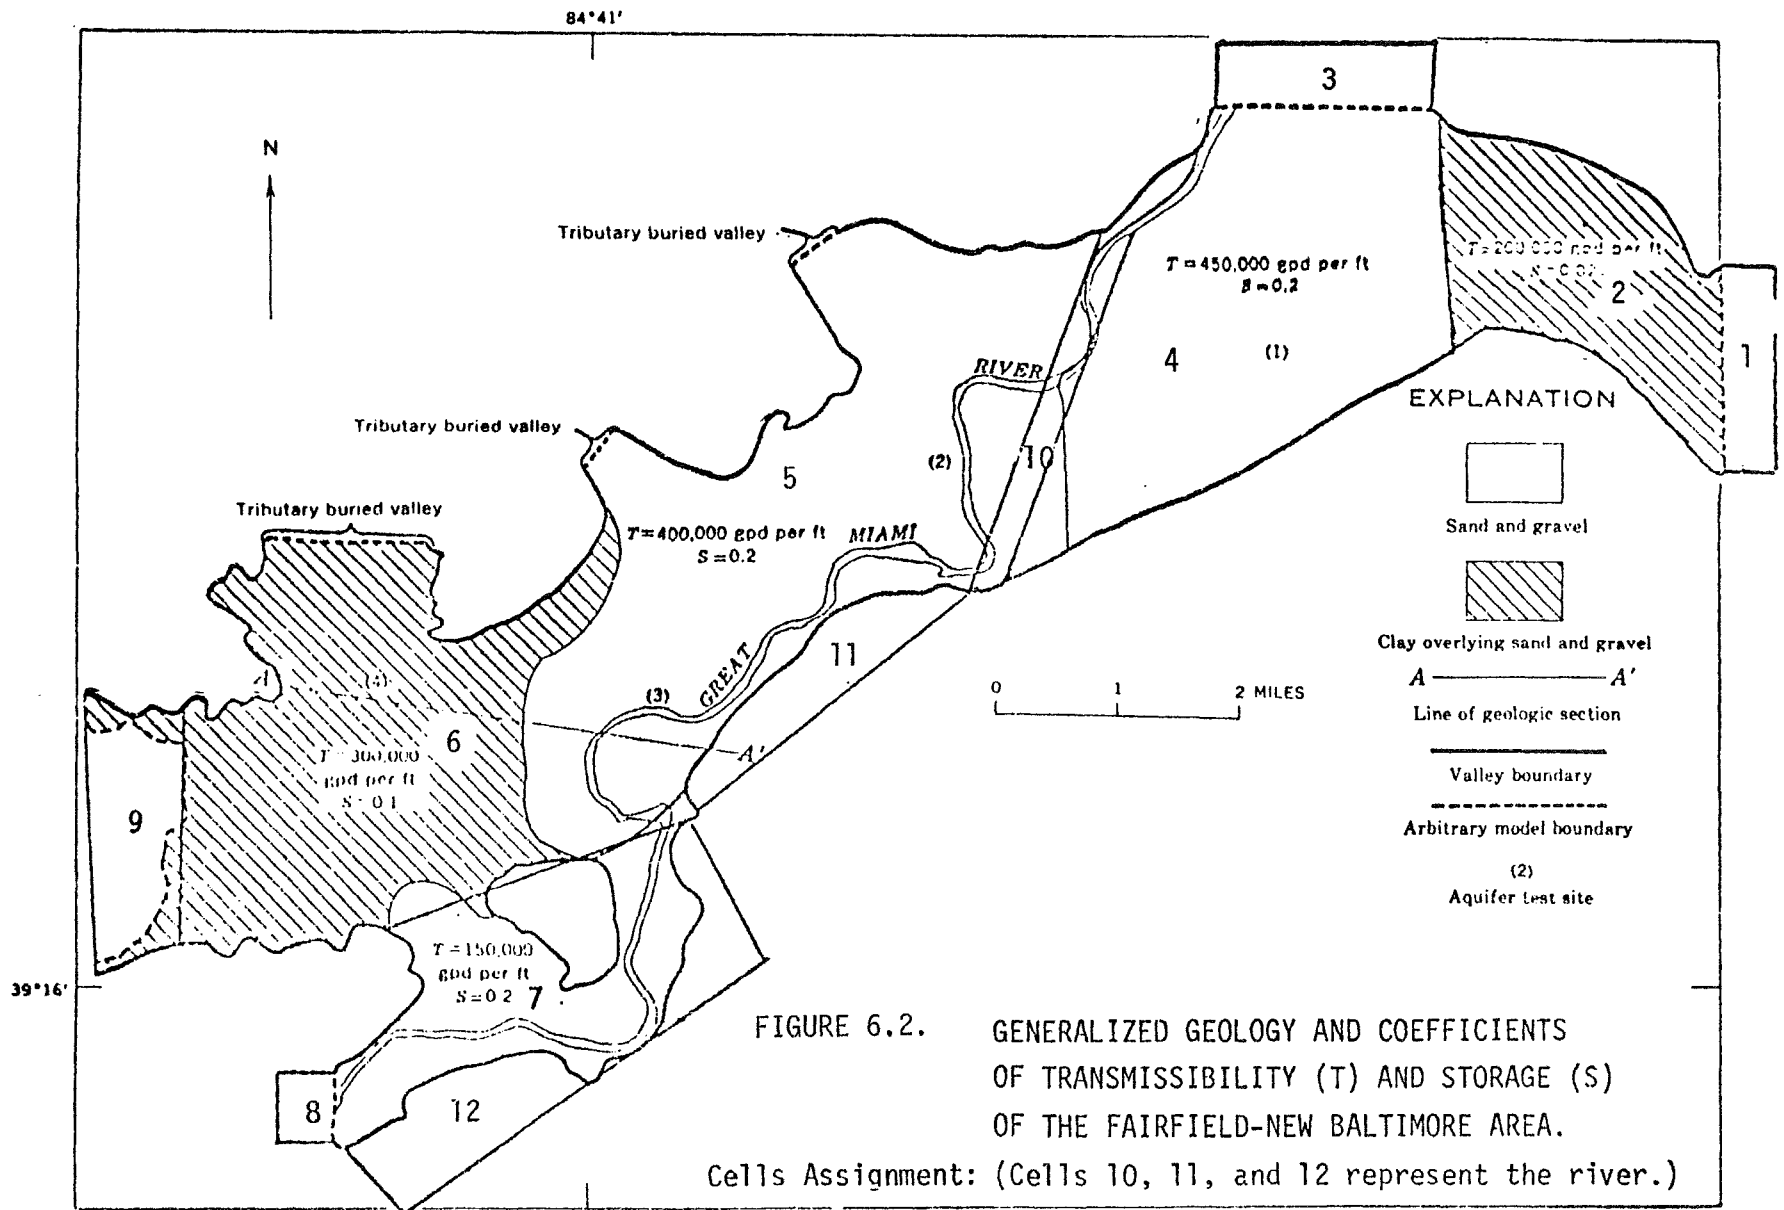 84°41'
3
N
Tributary buried valley
T=450,000 gpd per ft
S=0.2
2
4
(1)
1
RIVER
EXPLANATION
Tributary buried valley
(2)
10
5
Sand and gravel
Tributary buried valley
T=400,000 gpd per ft
S=0.2
MIAMI
Clay overlying sand and gravel
11
A
(4)
(3)
GREAT
0 1 2 MILES
A A'
Line of geologic section
6
A'
T=300,000
gpd per ft
S=0.1
Valley boundary
9
Arbitrary model boundary
(2)
Aquifer test site
T=150,000
gpd per ft
S=0.2
7
39°16'
8
12
FIGURE 6.2. GENERALIZED GEOLOGY AND COEFFICIENTS
OF TRANSMISSIBILITY (T) AND STORAGE (S)
OF THE FAIRFIELD-NEW BALTIMORE AREA.
Cells Assignment: (Cells 10, 11, and 12 represent the river.)